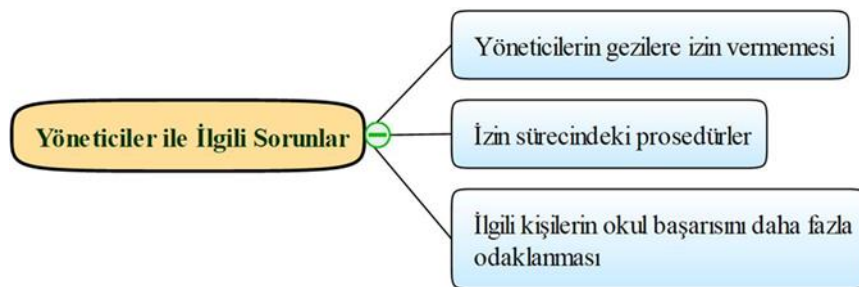 Yöneticilerin gezilere izin vermemesi
Yöneticiler ile İlgili Sorunlar
İzin sürecindeki prosedürler
İlgili kişilerin okul başarısını daha fazla
odaklanması